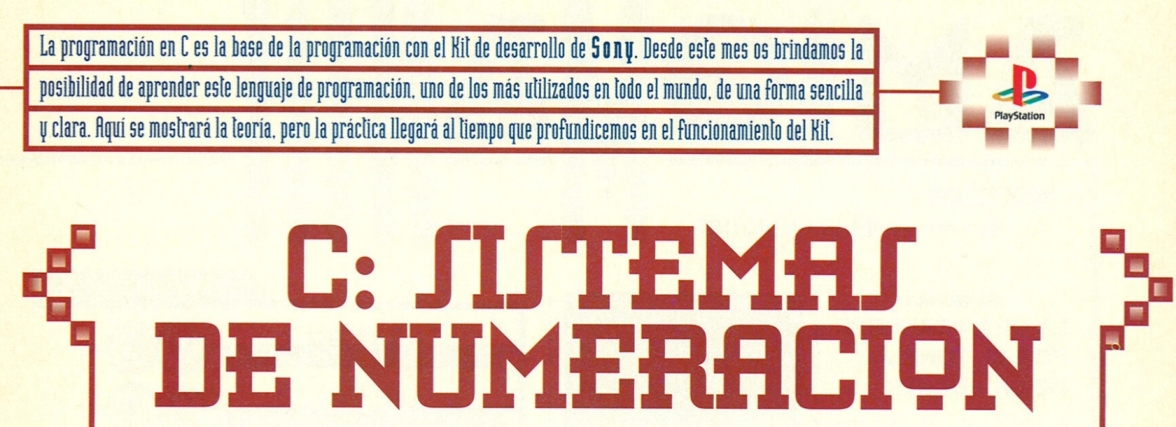 La programación en C es la base de la programación con el Kit de desarrollo de Sony. Desde este mes os brindamos la
posibilidad de aprender este lenguaje de programación, uno de los más utilizados en todo el mundo, de una forma sencilla
y clara. Aquí se mostrará la teoría, pero la práctica llegará al tiempo que profundicemos en el funcionamiento del Kit.
PlayStation
C: SISTEMAS
DE NUMERACION